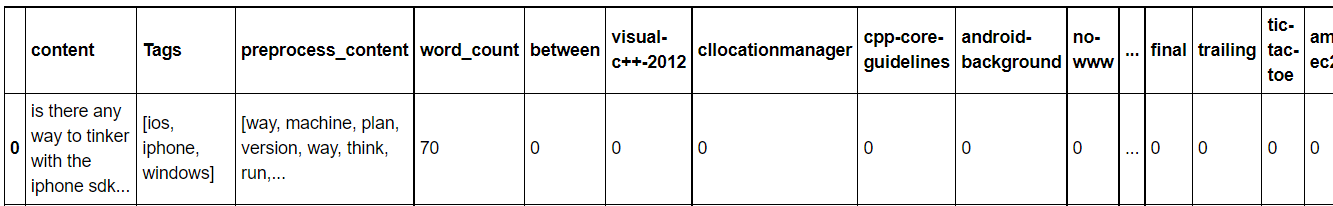 content Tags preprocess_content word_count between visual-c++-2012 cllocationmanager cpp-core-guidelines android-background no-www ... final trailing tic-tac-toe am ec2
0 is there any way to tinker with the iphone sdk... [ios, iphone, windows] [way, machine, plan, version, way, think, run,... 70 0 0 0 0 0 0 ... 0 0 0 0